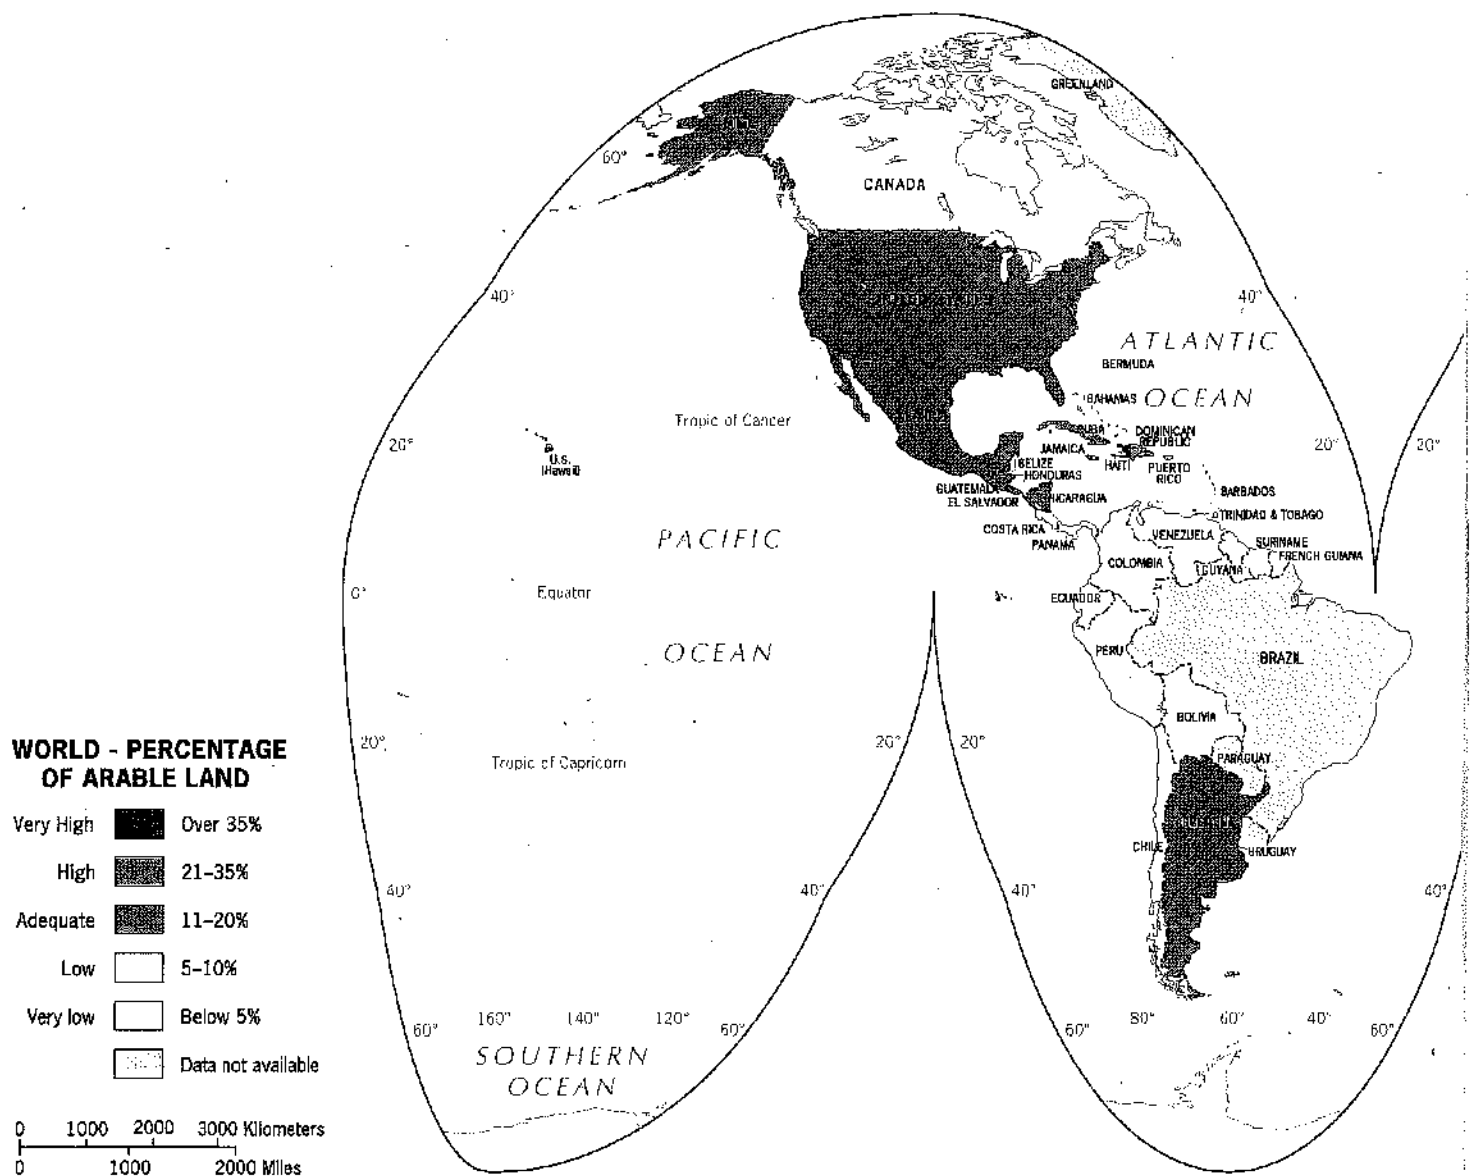 GREENLAND
60°
CANADA
40°
40°
ATLANTIC
BERMUDA
BAHAMAS
OCEAN
Tropic of Cancer
20°
U.S.
(Hawaii)
CUBA
DOMINICAN
REPUBLIC
20°
20°
JAMAICA
HAITI
PUERTO
RICO
BELIZE
HONDURAS
GUATEMALA
EL SALVADOR
NICARAGUA
BARBADOS
TRINIDAD & TOBAGO
COSTA RICA
PANAMA
VENEZUELA
SURINAME
FRENCH GUIANA
GUYANA
COLOMBIA
PACIFIC
0°
Equator
ECUADOR
OCEAN
PERU
BRAZIL
BOLIVIA
20°
20°
20°
Tropic of Capricorn
PARAGUAY
CHILE
URUGUAY
40°
40°
40°
40°
60°
160°
140°
120°
60°
60°
80°
60°
40°
60°
SOUTHERN
OCEAN
WORLD - PERCENTAGE
OF ARABLE LAND
Very High Over 35%
High 21-35%
Adequate 11-20%
Low 5-10%
Very low Below 5%
Data not available
0 1000 2000 3000 Kilometers
0 1000 2000 Miles